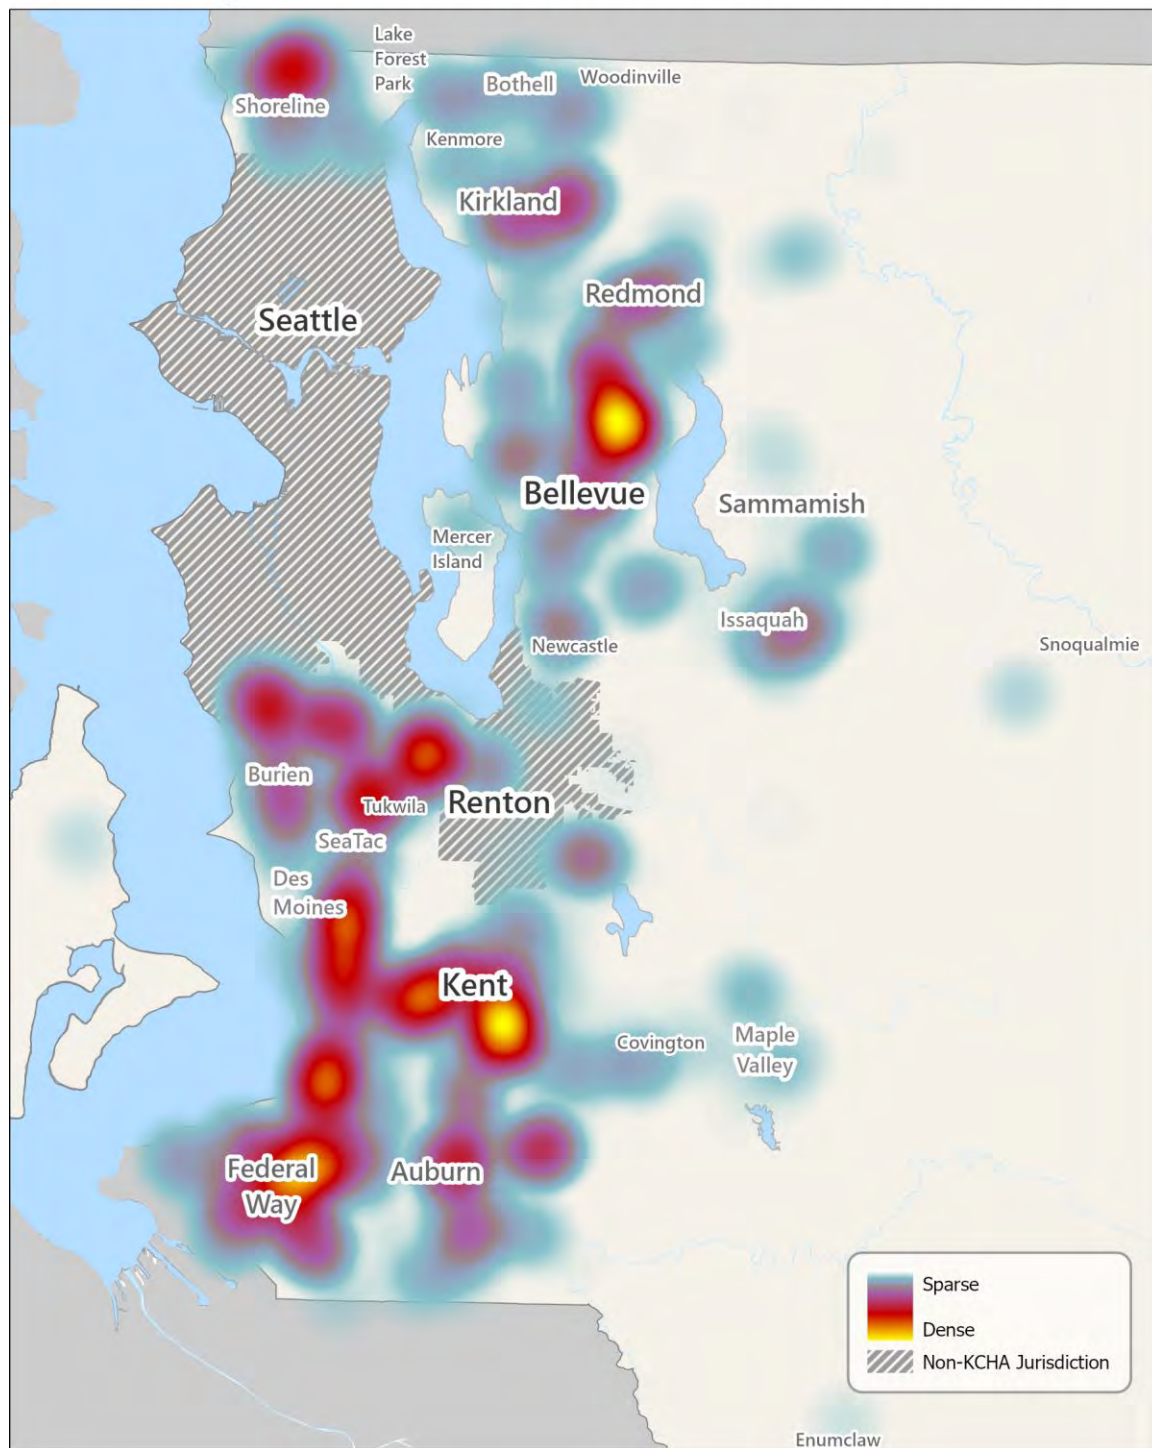 Lake
Forest
Park
Bothell
Woodinville
Shoreline
Kenmore
Kirkland
Redmond
Seattle
Bellevue
Sammamish
Mercer
Island
Issaquah
Newcastle
Snoqualmie
Burien
Tukwila
Renton
SeaTac
Des
Moines
Kent
Covington
Maple
Valley
Federal
Way
Auburn
Sparse
Dense
Non-KCHA Jurisdiction
Enumclaw